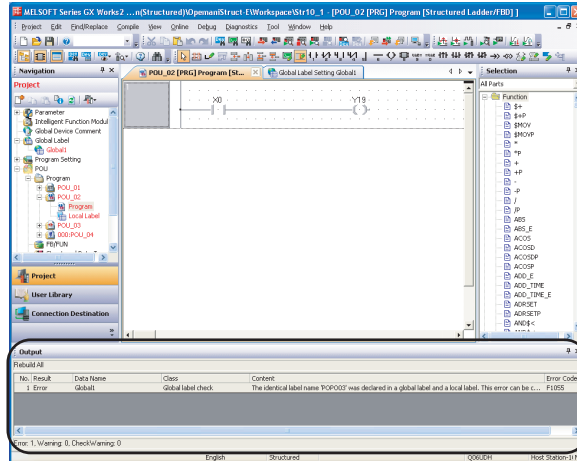 MELSOFT Series GX Works2 ...n(Structured)\OpemaniStruct-E\Workspace\Str10_1 - [POU_02 [PRG] Program [Structured Ladder/FBD] ]
Project Edit Find/Replace Compile View Online Debug Diagnostics Tool Window Help
Navigation
Project
Parameter
Intelligent Function Modul
Global Device Comment
Global Label
Global1
Program Setting
POU
Program
POU_01
POU_02
Program
Local Label
POU_03
000:POU_04
FB/FUN
Project
User Library
Connection Destination
POU_02 [PRG] Program [St...
Global Label Setting Global1
1
X0 Y19
Selection
All Parts
Function
$+
$+P
$MOV
$MOVP
*
*P
+
+P
-
-P
/
/P
ABS
ABS_E
ACOS
ACOSD
ACOSDP
ACOSP
ADD_E
ADD_TIME
ADD_TIME_E
ADRSET
ADRSETP
AND$<
Output
Rebuild All
No. Result Data Name Class Content Error Code
1 Error Global1 Global label check The identical label name 'POP003' was declared in a global label and a local label. This error can be c... F1055
Error: 1, Warning: 0, CheckWarning: 0
English Structured Q06UDH Host Station-1(